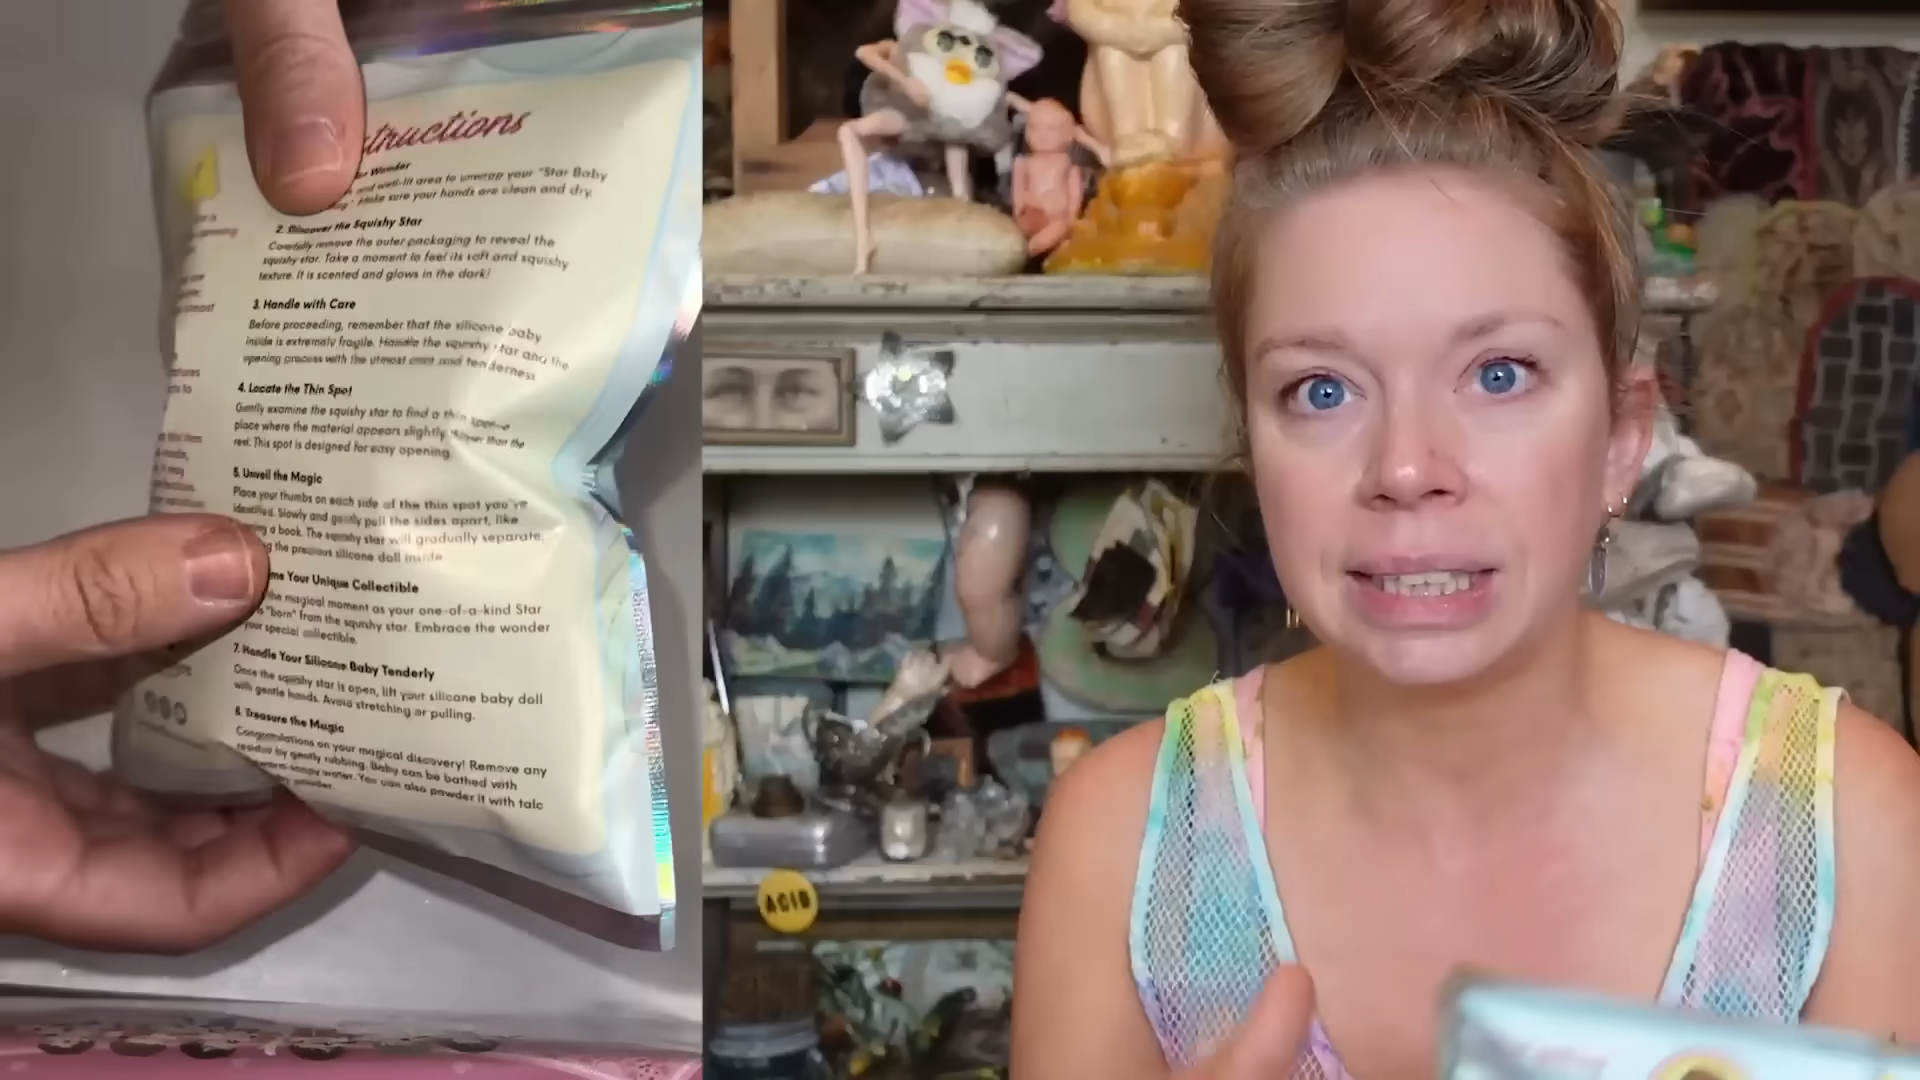 structions
Wonder
and well-lit area to unwrap your "Star Baby
Make sure your hands are clean and dry.
2. Discover the Squishy Star
Carefully remove the outer packaging to reveal the
squishy star. Take a moment to feel its soft and squishy
texture. It is scented and glows in the dark!
3. Handle with Care
Before proceeding, remember that the silicone baby
inside is extremely fragile. Handle the squishy star and the
opening process with the utmost care and tenderness
4. Locate the Thin Spot
Gently examine the squishy star to find a thin
place where the material appears slightly thinner than the
rest. This spot is designed for easy opening.
5. Unveil the Magic
Place your thumbs on each side of the thin spot you've
identified. Slowly and gently pull the sides apart, like
a book. The squishy star will gradually separate,
the precious silicone doll inside
me Your Unique Collectible
the magical moment as your one-of-a-kind Star
is "born" from the squishy star. Embrace the wonder
your special collectible.
7. Handle Your Silicone Baby Tenderly
Once the squishy star is open, lift your silicone baby doll
with gentle hands. Avoid stretching or pulling.
8. Treasure the Magic
Congratulations on your magical discovery! Remove any
residue by gently rubbing. Baby can be bathed with
warm soapy water. You can also powder it with talc
powder.
ACID